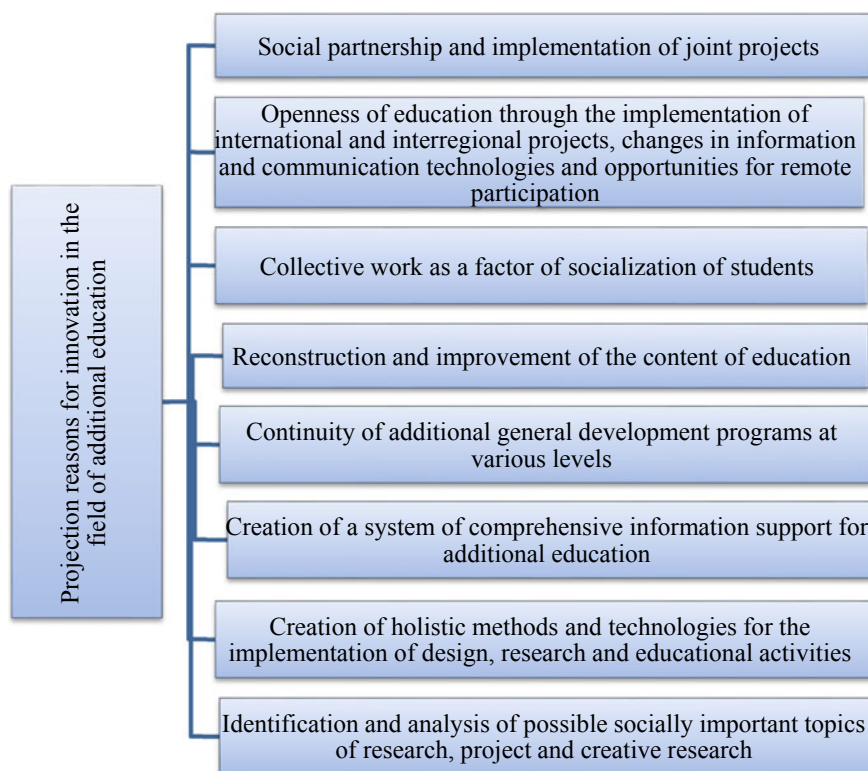 Projection reasons for innovation in the
field of additional education
Social partnership and implementation of joint projects
Openness of education through the implementation of
international and interregional projects, changes in information
and communication technologies and opportunities for remote
participation
Collective work as a factor of socialization of students
Reconstruction and improvement of the content of education
Continuity of additional general development programs at
various levels
Creation of a system of comprehensive information support for
additional education
Creation of holistic methods and technologies for the
implementation of design, research and educational activities
Identification and analysis of possible socially important topics
of research, project and creative research